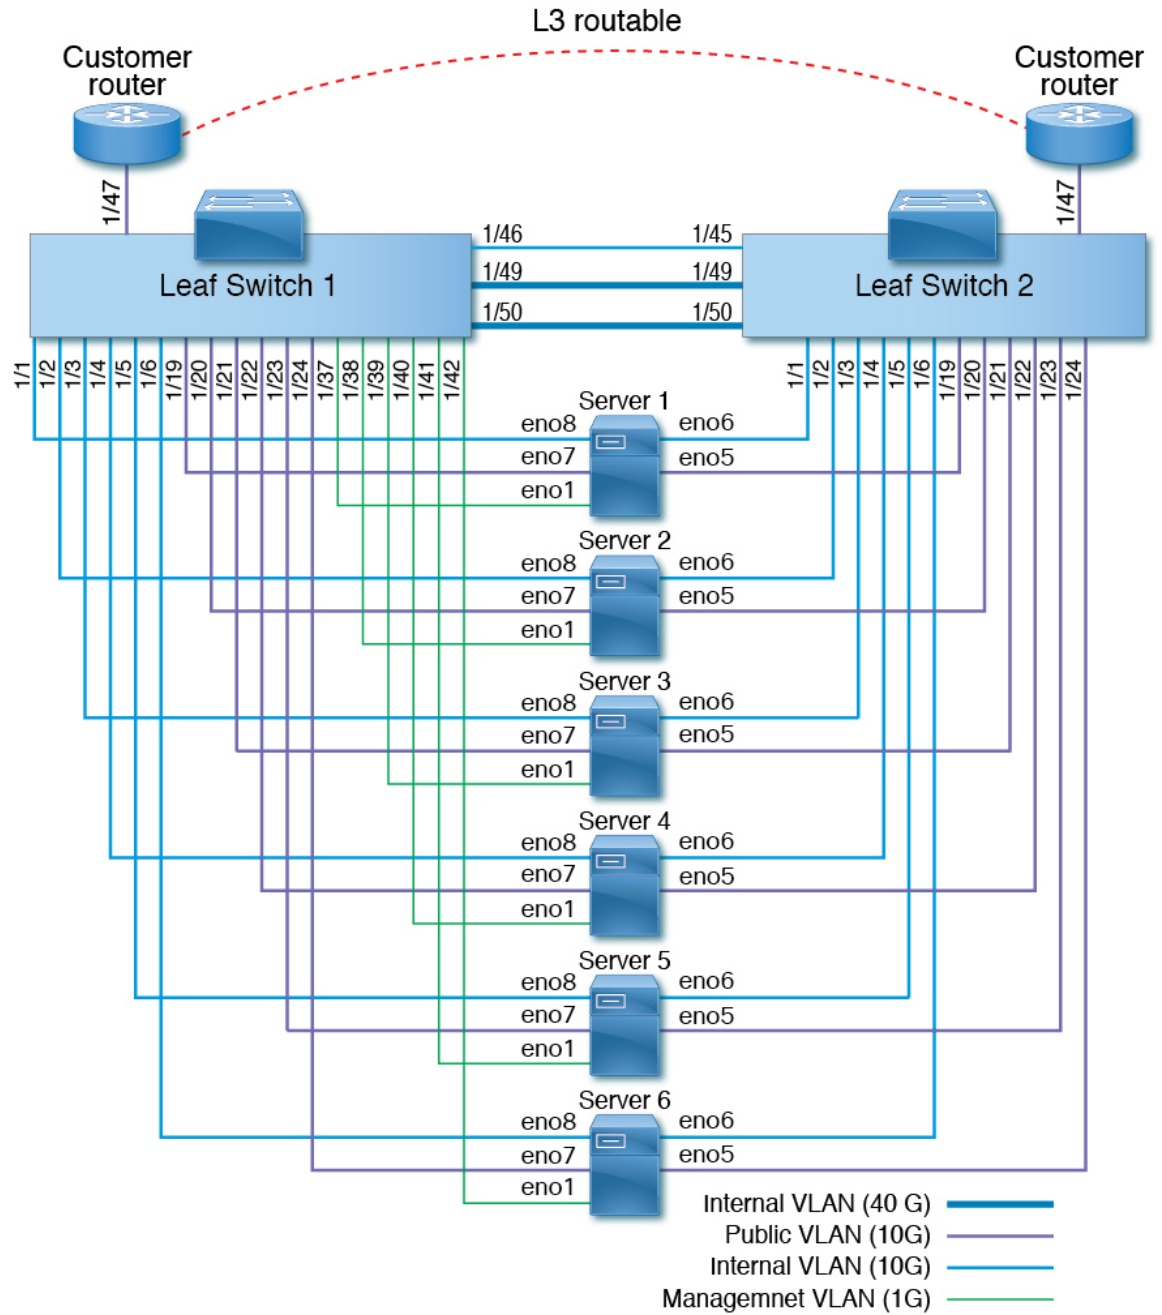 L3 routable
Customer
router
Customer
router
1/47
1/47
1/46
1/45
1/49
1/49
1/50
1/50
Leaf Switch 1
Leaf Switch 2
1/1
1/2
1/3
1/4
1/5
1/6
1/19
1/20
1/21
1/22
1/23
1/24
1/37
1/38
1/39
1/40
1/41
1/42
1/1
1/2
1/3
1/4
1/5
1/6
1/19
1/20
1/21
1/22
1/23
1/24
Server 1
eno8
eno6
eno7
eno5
eno1
Server 2
eno8
eno6
eno7
eno5
eno1
Server 3
eno8
eno6
eno7
eno5
eno1
Server 4
eno8
eno6
eno7
eno5
eno1
Server 5
eno8
eno6
eno7
eno5
eno1
Server 6
eno8
eno6
eno7
eno5
eno1
Internal VLAN (40 G)
Public VLAN (10G)
Internal VLAN (10G)
Managemnet VLAN (1G)